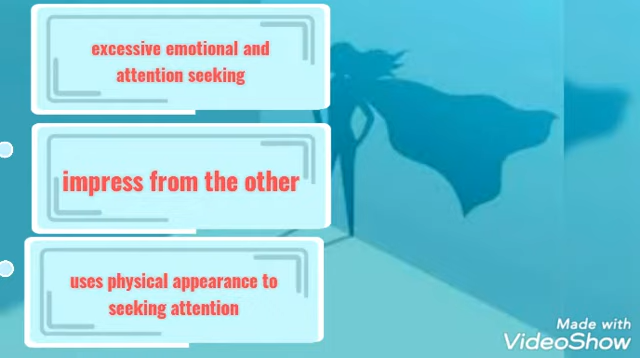 excessive emotional and
attention seeking
impress from the other
uses physical appearance to
seeking attention
Made with
VideoShow